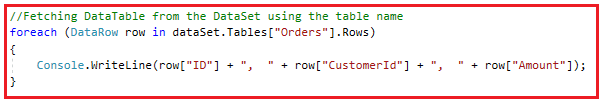 //Fetching DataTable from the DataSet using the table name
foreach (DataRow row in dataSet.Tables["Orders"].Rows)
{
    Console.WriteLine(row["ID"] + ",  " + row["CustomerId"] + ",  " + row["Amount"]);
}